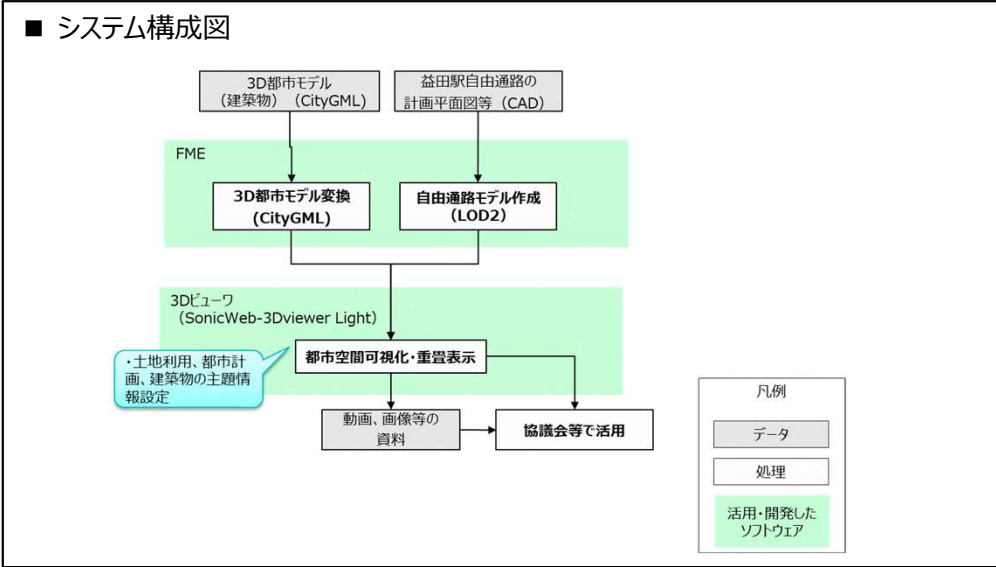 ■ システム構成図
3D都市モデル
（建築物）（CityGML）
益田駅自由通路の
計画平面図等（CAD）
FME
3D都市モデル変換
(CityGML)
自由通路モデル作成
（LOD2）
3Dビューワ
（SonicWeb-3Dviewer Light）
都市空間可視化・重畳表示
・土地利用、都市計
画、建築物の主題情
報設定
動画、画像等の
資料
協議会等で活用
凡例
データ
処理
活用・開発した
ソフトウェア